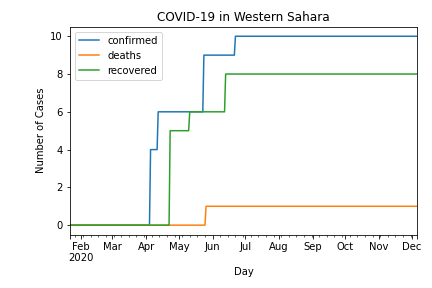 COVID-19 in Western Sahara
confirmed
deaths
recovered
Number of Cases
10
8
6
4
2
0
Feb Mar Apr May Jun Jul Aug Sep Oct Nov Dec
2020
Day